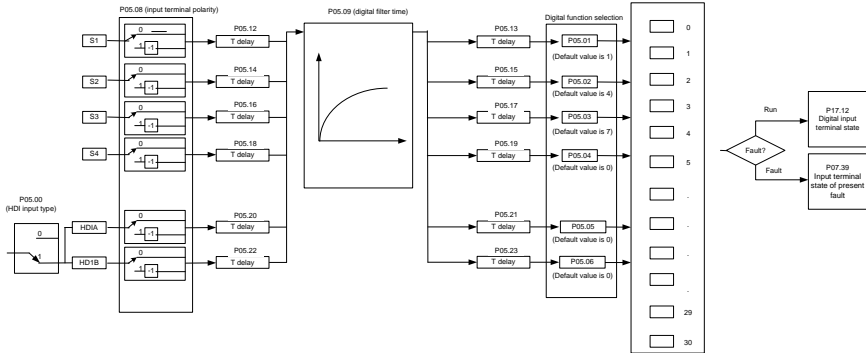 P05.08 (input terminal polarity)
P05.09 (digital filter time)
Digital function selection
S1
0
1
-1
P05.12
T delay
P05.13
T delay
P05.01
(Default value is 1)
S2
0
1
-1
P05.14
T delay
P05.15
T delay
P05.02
(Default value is 4)
S3
0
1
-1
P05.16
T delay
P05.17
T delay
P05.03
(Default value is 7)
S4
0
1
-1
P05.18
T delay
P05.19
T delay
P05.04
(Default value is 0)
P05.00
(HDI input type)
0
1
HDIA
0
1
-1
P05.20
T delay
P05.21
T delay
P05.05
(Default value is 0)
HD1B
0
1
-1
P05.22
T delay
P05.23
T delay
P05.06
(Default value is 0)
0
1
2
3
4
5
.
.
.
.
29
30
Fault?
Run
Fault
P17.12
Digital input
terminal state
P07.39
Input terminal
state of present
fault